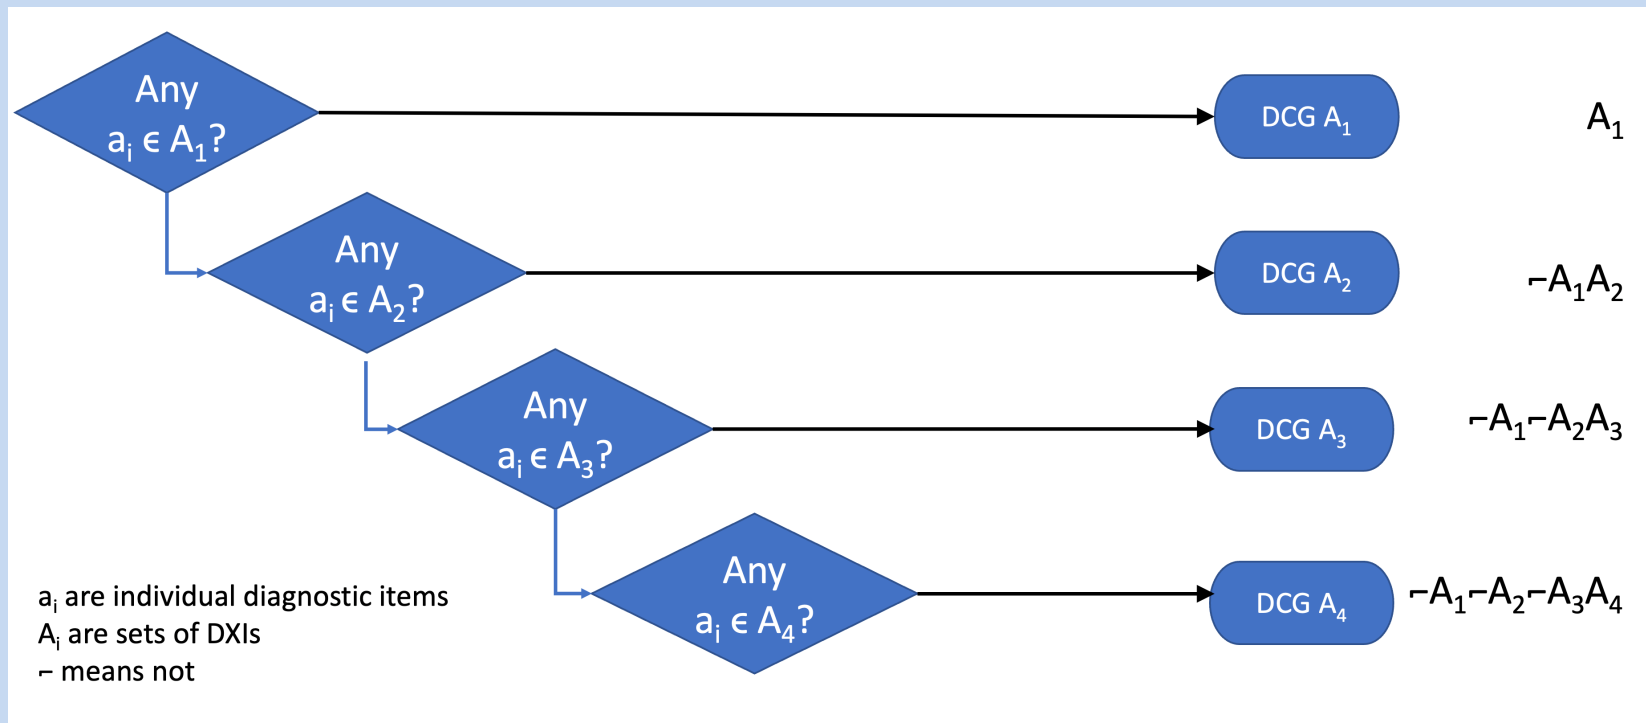 Any
aᵢ ϵ A₁?
DCG A₁
A₁
Any
aᵢ ϵ A₂?
DCG A₂
⌐A₁A₂
Any
aᵢ ϵ A₃?
DCG A₃
⌐A₁⌐A₂A₃
Any
aᵢ ϵ A₄?
DCG A₄
⌐A₁⌐A₂⌐A₃A₄
aᵢ are individual diagnostic items
Aᵢ are sets of DXIs
⌐ means not